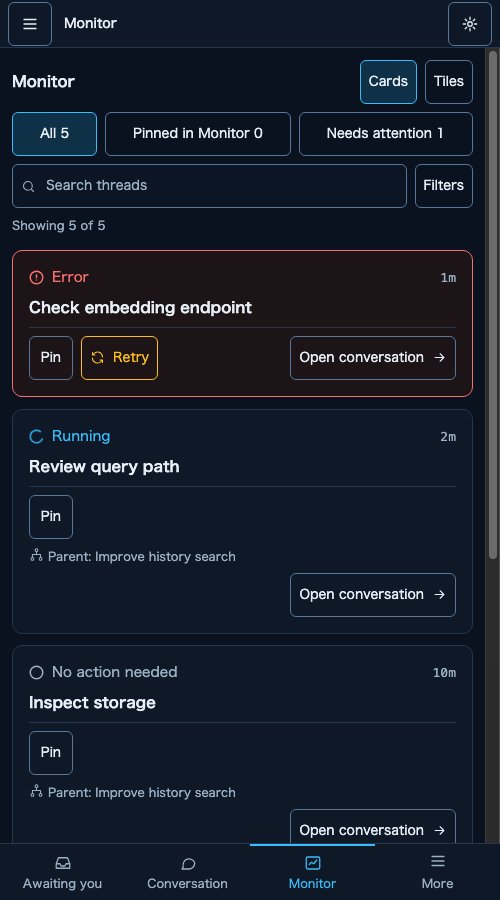 Monitor
Monitor
Cards
Tiles
All 5
Pinned in Monitor 0
Needs attention 1
Search threads
Filters
Showing 5 of 5
Error
1m
Check embedding endpoint
Pin
Retry
Open conversation →
Running
2m
Review query path
Pin
Parent: Improve history search
Open conversation →
No action needed
10m
Inspect storage
Pin
Parent: Improve history search
Open conversation →
Awaiting you
Conversation
Monitor
More